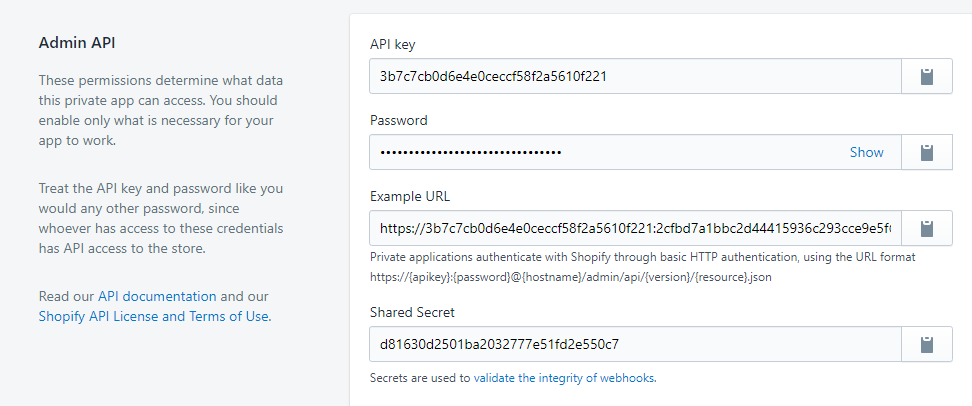 Admin API
These permissions determine what data
this private app can access. You should
enable only what is necessary for your
app to work.
Treat the API key and password like you
would any other password, since
whoever has access to these credentials
has API access to the store.
Read our API documentation and our
Shopify API License and Terms of Use.
API key
3b7c7cb0d6e4e0ceccf58f2a5610f221
Password
•••••••••••••••••••••••••••••••• Show
Example URL
https://3b7c7cb0d6e4e0ceccf58f2a5610f221:2cfbd7a1bbc2d44415936c293cce9e5f
Private applications authenticate with Shopify through basic HTTP authentication, using the URL format
https://{apikey}:{password}@{hostname}/admin/api/{version}/{resource}.json
Shared Secret
d81630d2501ba2032777e51fd2e550c7
Secrets are used to validate the integrity of webhooks.